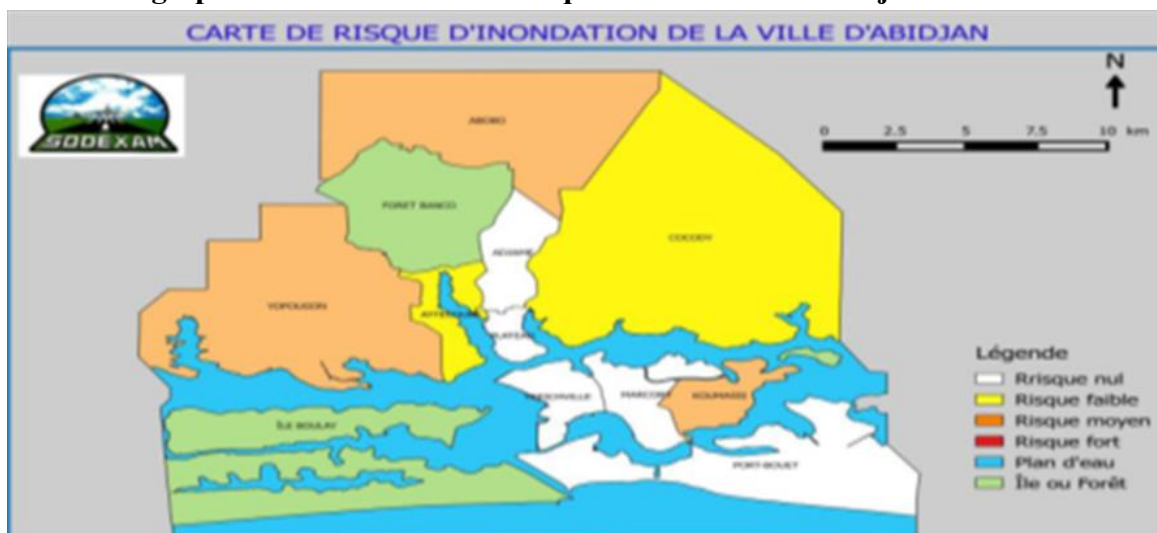 CARTE DE RISQUE D'INONDATION DE LA VILLE D'ABIDJAN
SODEXAM
N
0 2.5 5 7.5 10 km
ABOBO
FORET BANCO
ADJAME
COCODY
YOPOUGON
PLATEAU
MARCORY
KOUMASSI
ÎLE BOULAY
PORT-BOUET
Légende
Rrisque nul
Risque faible
Risque moyen
Risque fort
Plan d'eau
Île ou Forêt